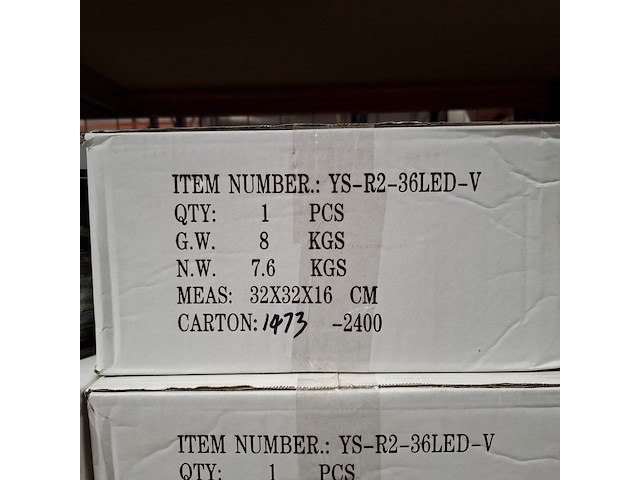 ITEM NUMBER.: YS-R2-36LED-V
QTY: 1 PCS
G.W. 8 KGS
N.W. 7.6 KGS
MEAS: 32X32X16 CM
CARTON: 1473 -2400
ITEM NUMBER.: YS-R2-36LED-V
QTY: 1 PCS